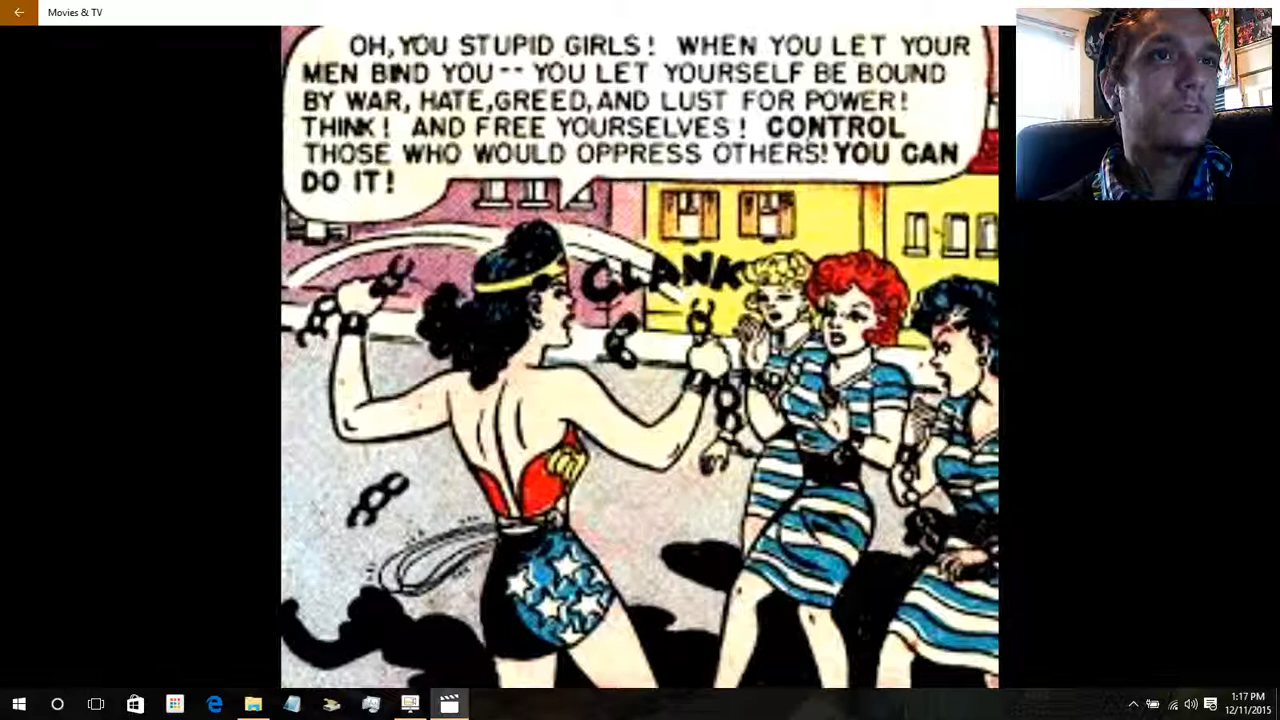 Movies & TV
OH, YOU STUPID GIRLS! WHEN YOU LET YOUR
MEN BIND YOU-- YOU LET YOURSELF BE BOUND
BY WAR, HATE, GREED, AND LUST FOR POWER!
THINK! AND FREE YOURSELVES! CONTROL
THOSE WHO WOULD OPPRESS OTHERS! YOU CAN
DO IT!
CLANK
1:17 PM
12/11/2015